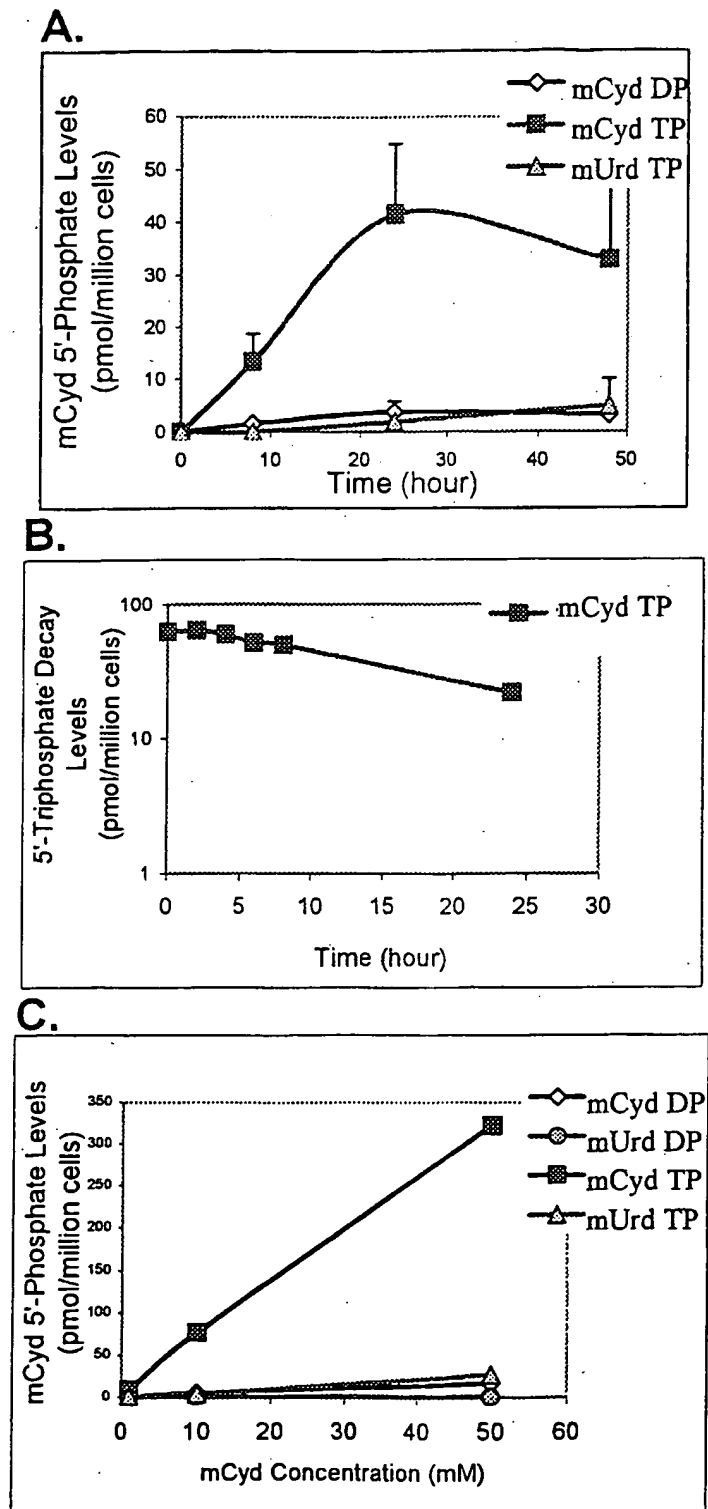 A.
mCyd DP
mCyd TP
mUrd TP
mCyd 5'-Phosphate Levels
(pmol/million cells)
60
50
40
30
20
10
0
0 10 20 30 40 50
Time (hour)
B.
mCyd TP
5'-Triphosphate Decay
Levels
(pmol/million cells)
100
10
1
0 5 10 15 20 25 30
Time (hour)
C.
mCyd DP
mUrd DP
mCyd TP
mUrd TP
mCyd 5'-Phosphate Levels
(pmol/million cells)
350
300
250
200
150
100
50
0
0 10 20 30 40 50 60
mCyd Concentration (mM)